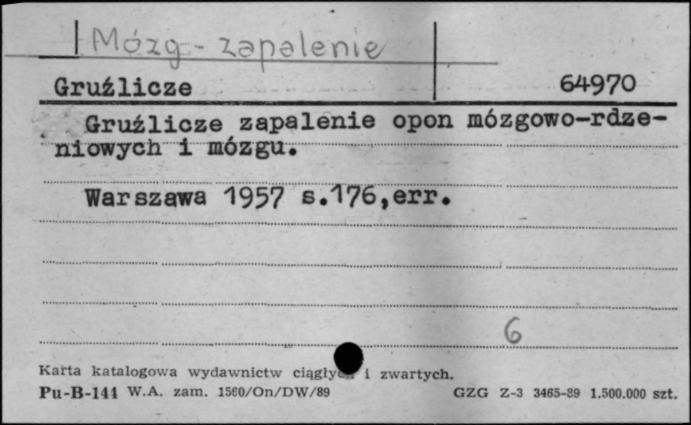 Mózg - zapalenie
Gruźlicze 64970
Gruźlicze zapalenie opon mózgowo-rdze-
niowych i mózgu.
Warszawa 1957 s.176,err.
6
Karta katalogowa wydawnictw ciągłych i zwartych.
Pu-B-144 W.A. zam. 1560/On/DW/89 GZG Z-3 3465-89 1.500.000 szt.